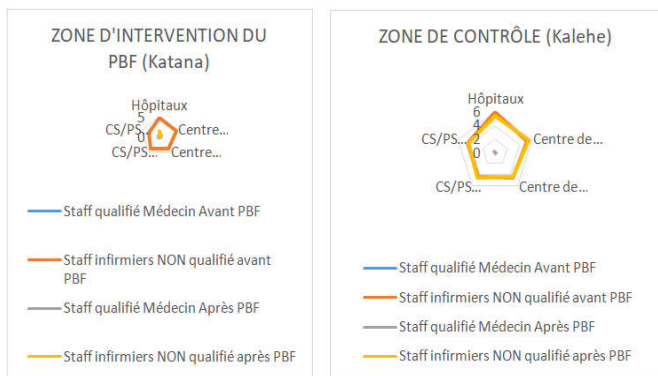 ZONE D'INTERVENTION DU
PBF (Katana)
Hôpitaux
5
0
CS/PS...
Centre...
CS/PS...
Centre...
Staff qualifié Médecin Avant PBF
Staff infirmiers NON qualifié avant
PBF
Staff qualifié Médecin Après PBF
Staff infirmiers NON qualifié après PBF
ZONE DE CONTRÔLE (Kalehe)
Hôpitaux
6
4
2
0
CS/PS...
Centre de...
CS/PS...
Centre de...
Staff qualifié Médecin Avant PBF
Staff infirmiers NON qualifié avant PBF
Staff qualifié Médecin Après PBF
Staff infirmiers NON qualifié après PBF